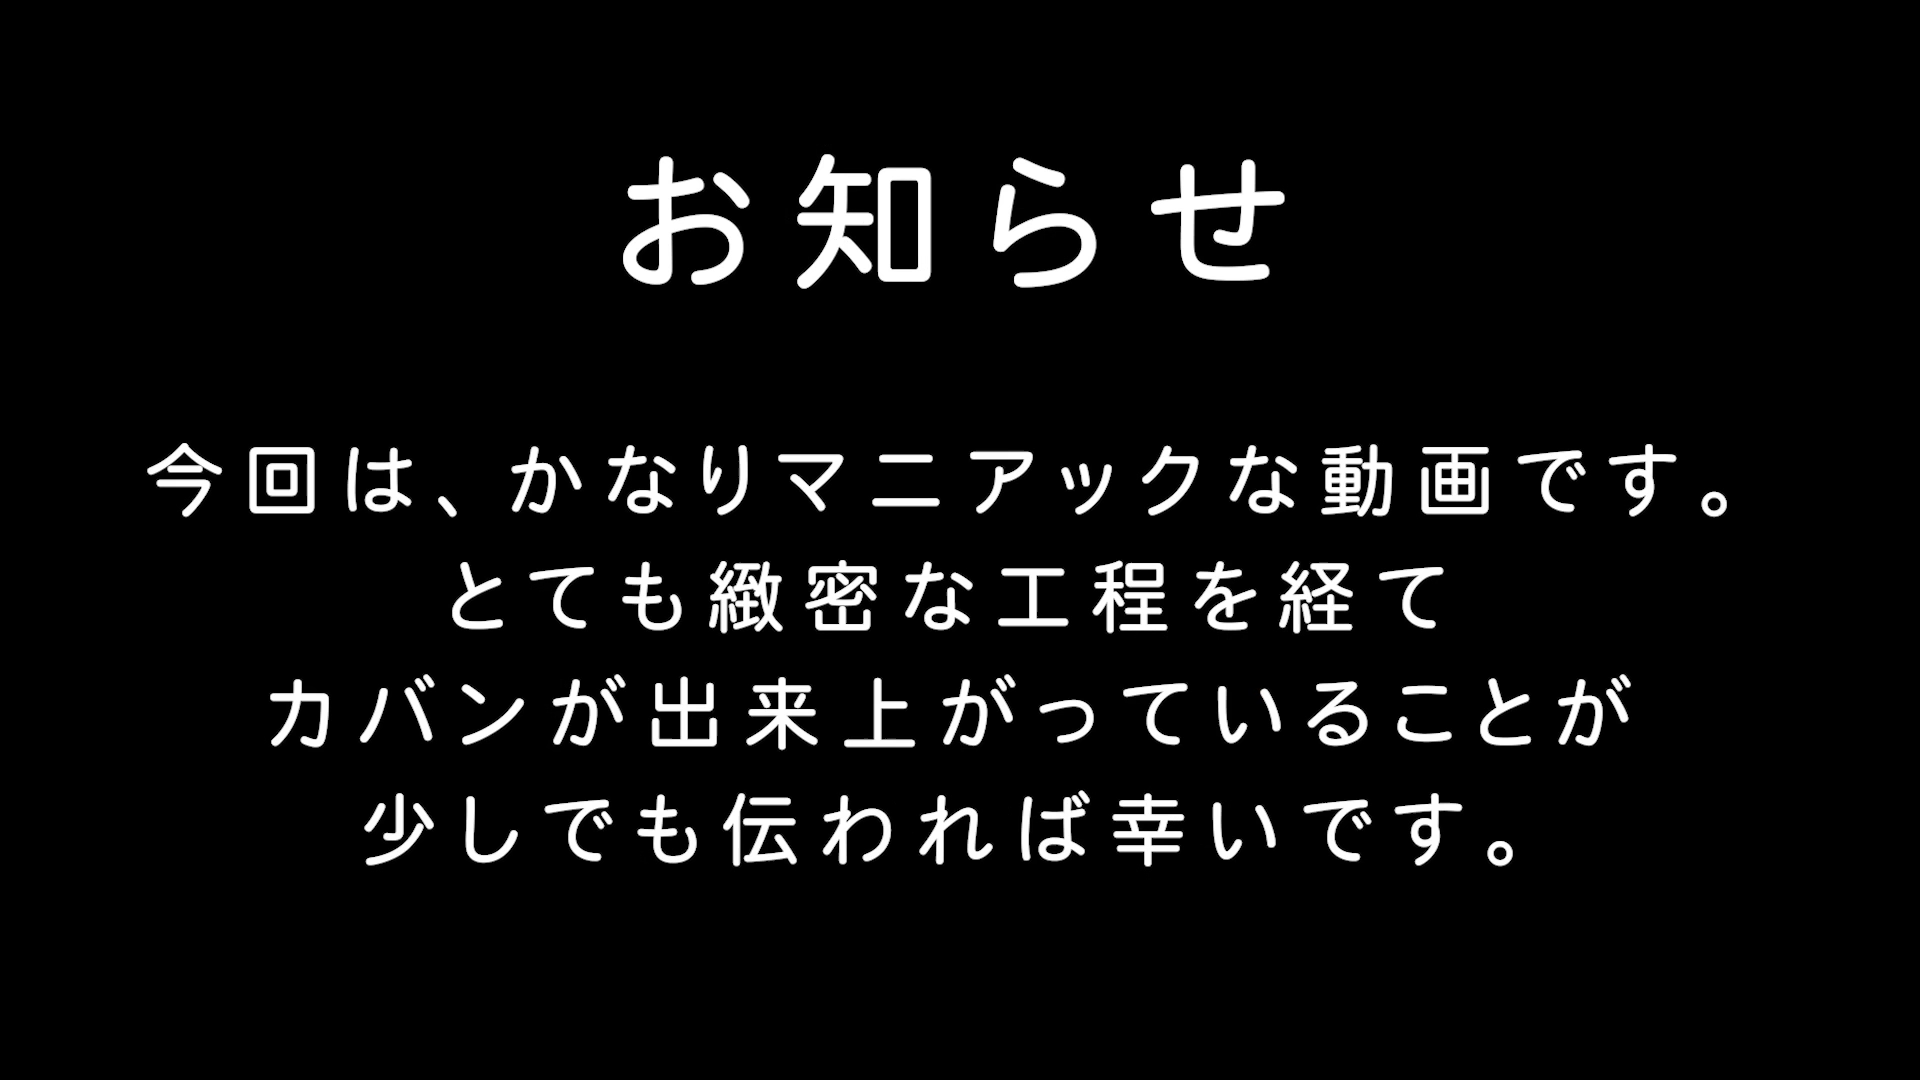 お知らせ
今回は、かなりマニアックな動画です。
とても緻密な工程を経て
カバンが出来上がっていることが
少しでも伝われば幸いです。